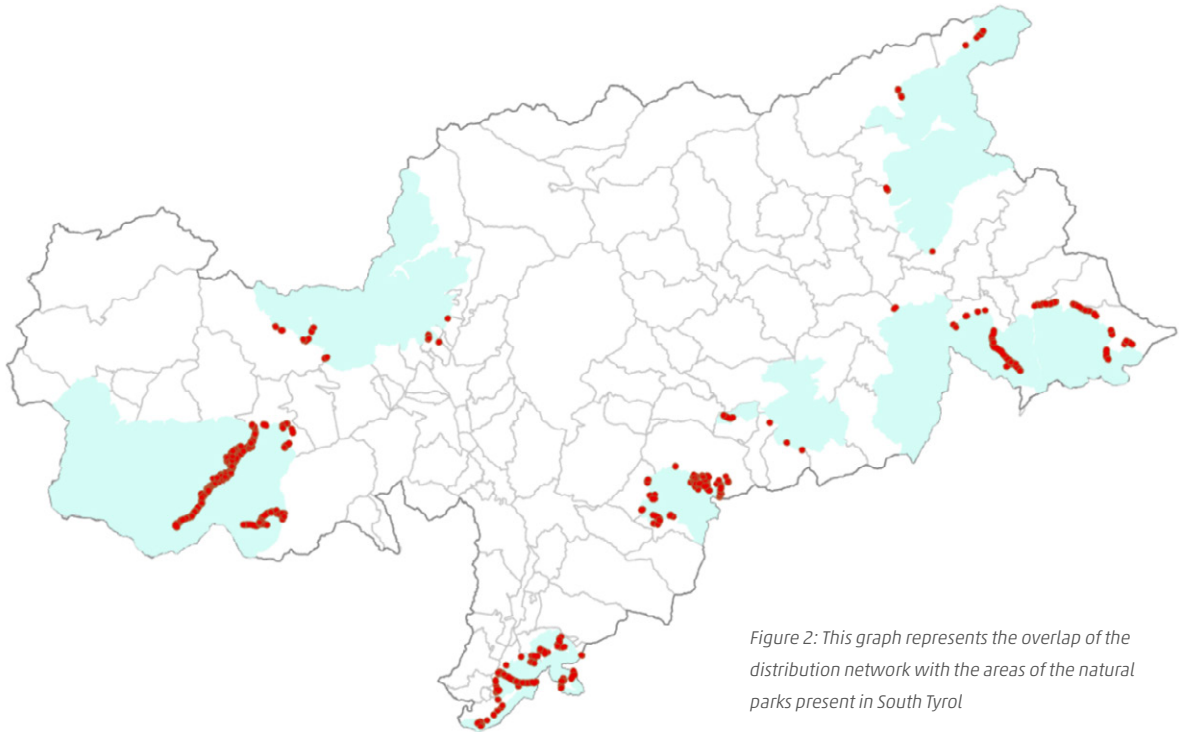 Figure 2: This graph represents the overlap of the
distribution network with the areas of the natural
parks present in South Tyrol